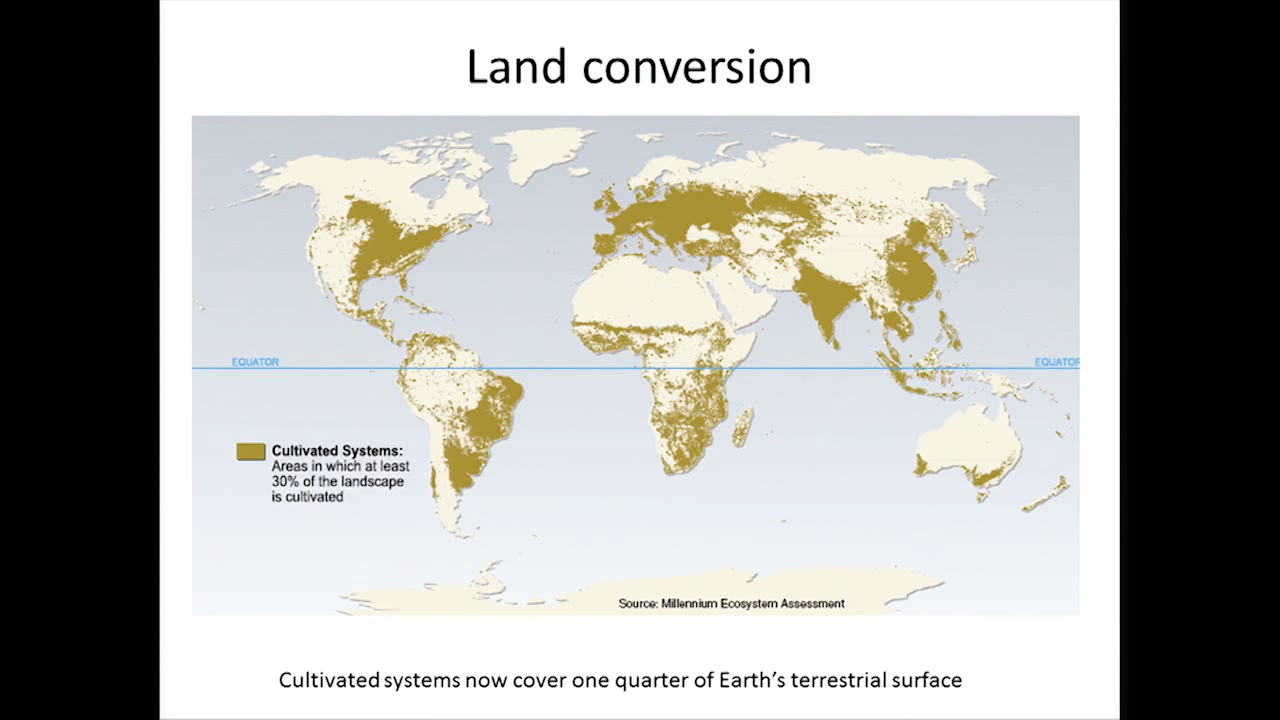 Land conversion
EQUATOR
EQUATOR
Cultivated Systems:
Areas in which at least
30% of the landscape
is cultivated
Source: Millennium Ecosystem Assessment
Cultivated systems now cover one quarter of Earth's terrestrial surface